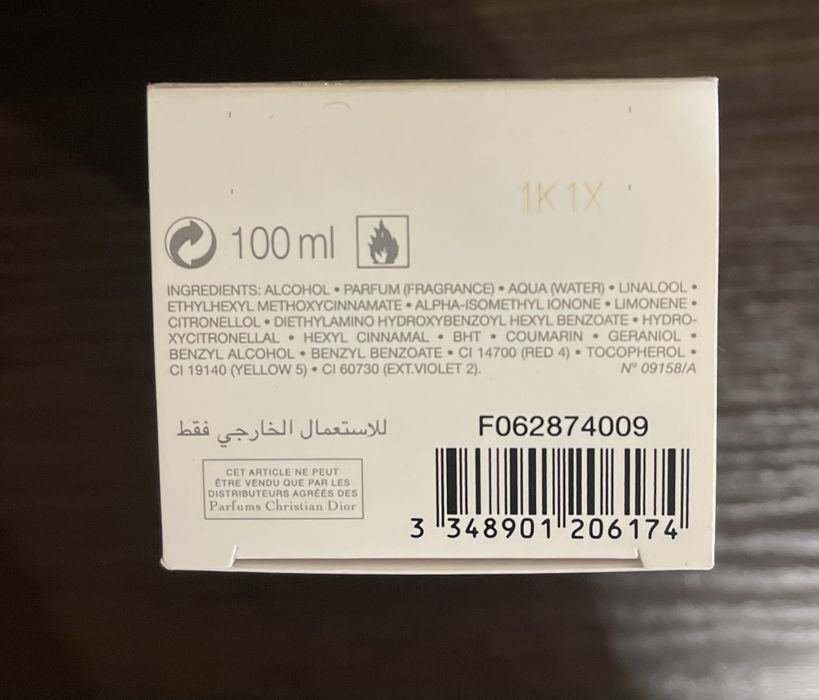 1K1X
100 ml
INGREDIENTS: ALCOHOL • PARFUM (FRAGRANCE) • AQUA (WATER) • LINALOOL •
ETHYLHEXYL METHOXYCINNAMATE • ALPHA-ISOMETHYL IONONE • LIMONENE •
CITRONELLOL • DIETHYLAMINO HYDROXYBENZOYL HEXYL BENZOATE • HYDRO-
XYCITRONELLAL • HEXYL CINNAMAL • BHT • COUMARIN • GERANIOL •
BENZYL ALCOHOL • BENZYL BENZOATE • CI 14700 (RED 4) • TOCOPHEROL •
CI 19140 (YELLOW 5) • CI 60730 (EXT.VIOLET 2). N° 09158/A
للاستعمال الخارجي فقط
F062874009
CET ARTICLE NE PEUT
ÊTRE VENDU QUE PAR LES
DISTRIBUTEURS AGRÉÉS DES
Parfums Christian Dior
3 348901 206174